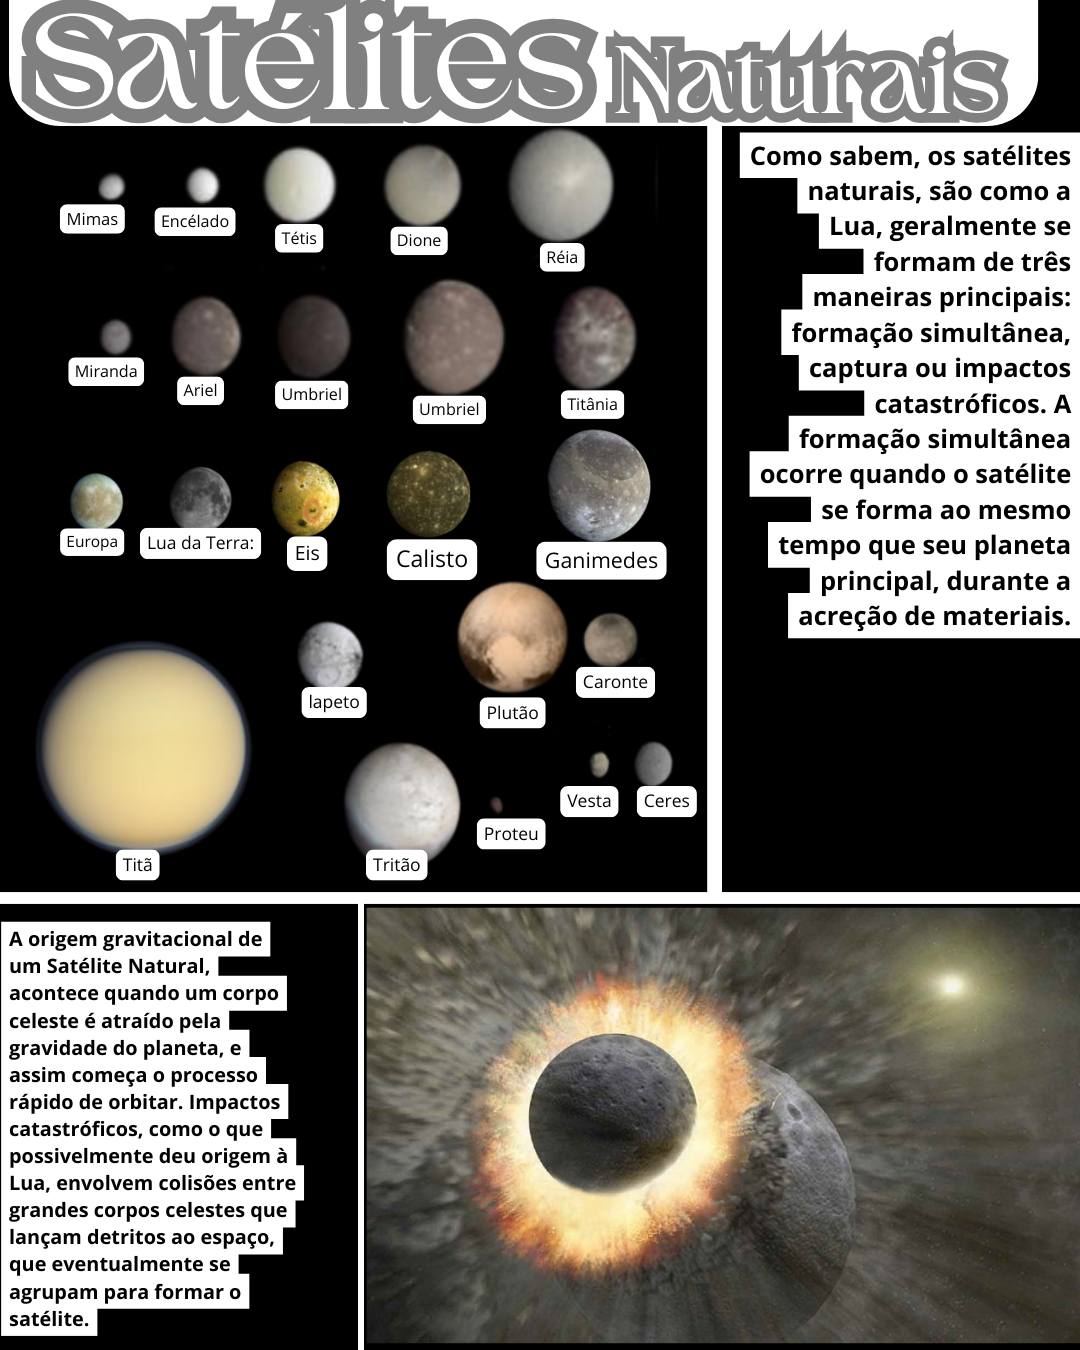 Satélites Naturais
Mimas
Encélado
Tétis
Dione
Réia
Miranda
Ariel
Umbriel
Umbriel
Titânia
Europa
Lua da Terra:
Eis
Calisto
Ganimedes
Iapeto
Plutão
Caronte
Titã
Tritão
Proteu
Vesta
Ceres
Como sabem, os satélites
naturais, são como a
Lua, geralmente se
formam de três
maneiras principais:
formação simultânea,
captura ou impactos
catastróficos. A
formação simultânea
ocorre quando o satélite
se forma ao mesmo
tempo que seu planeta
principal, durante a
acreção de materiais.
A origem gravitacional de
um Satélite Natural,
acontece quando um corpo
celeste é atraído pela
gravidade do planeta, e
assim começa o processo
rápido de orbitar. Impactos
catastróficos, como o que
possivelmente deu origem à
Lua, envolvem colisões entre
grandes corpos celestes que
lançam detritos ao espaço,
que eventualmente se
agrupam para formar o
satélite.